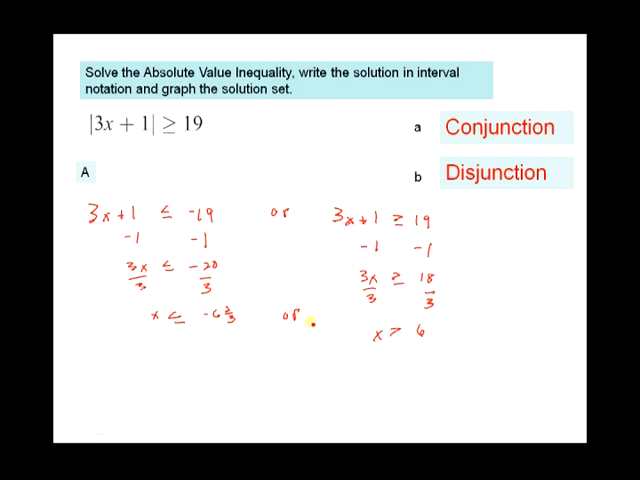 Solve the Absolute Value Inequality, write the solution in interval
notation and graph the solution set.
|3x + 1| ≥ 19
a Conjunction
b Disjunction
A
3x+1 ≤ -19 or 3x+1 ≥ 19
-1 -1 -1 -1
3x/3 ≤ -20/3 3x/3 ≥ 18/3
x ≤ -6 2/3 or x > 6